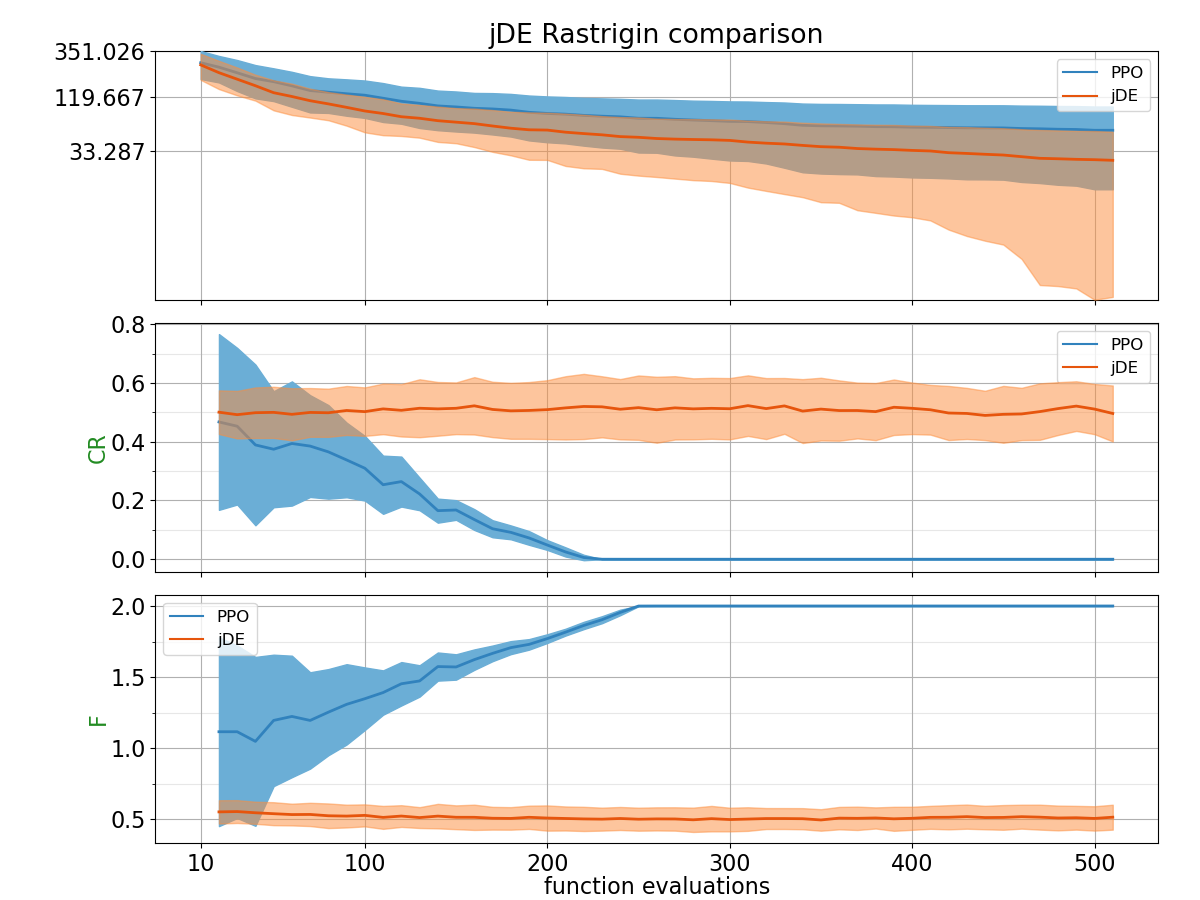 jDE Rastrigin comparison
351.026
119.667
33.287
PPO
jDE
0.8
0.6
0.4
0.2
0.0
CR
PPO
jDE
2.0
1.5
1.0
0.5
F
PPO
jDE
10 100 200 300 400 500
function evaluations